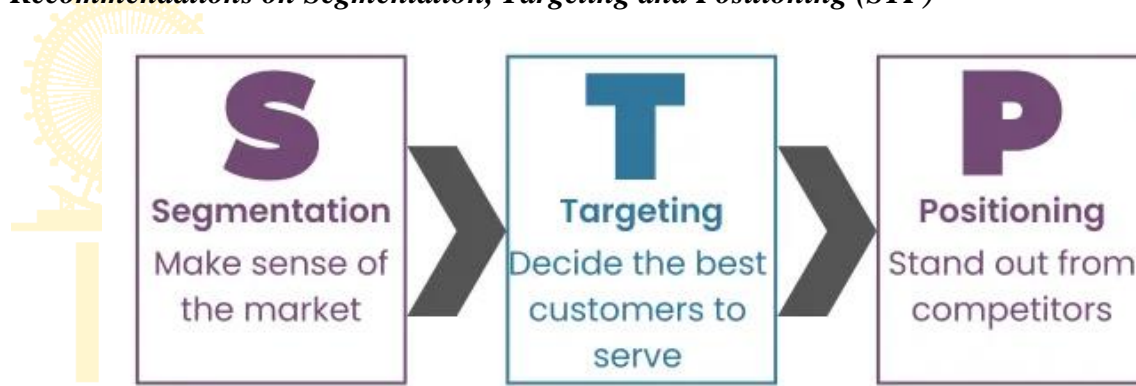 Recommendations on Segmentation, Targeting and Positioning (STP)
S
Segmentation
Make sense of
the market
T
Targeting
Decide the best
customers to
serve
P
Positioning
Stand out from
competitors